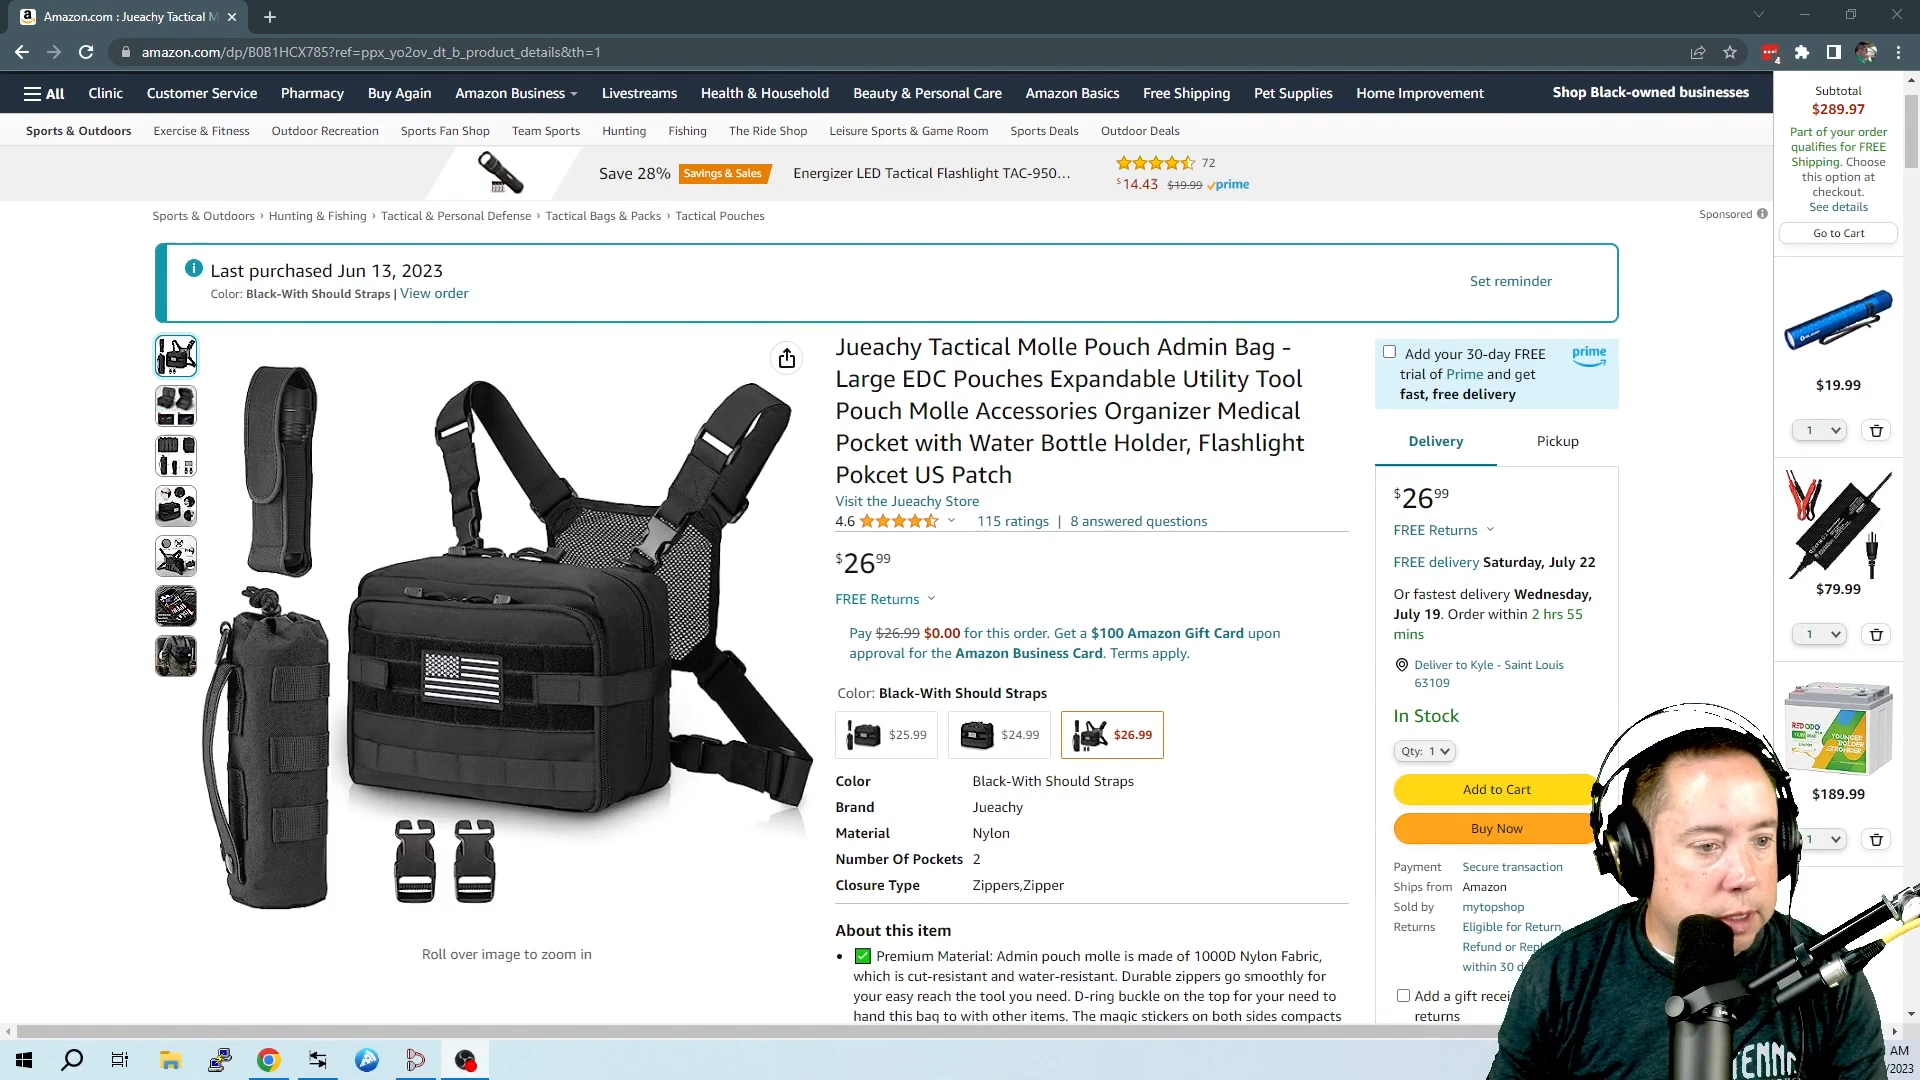 Amazon.com : Jueachy Tactical M
amazon.com/dp/B0B1HCX785?ref=ppx_yo2ov_dt_b_product_details&th=1
4
All
Clinic
Customer Service
Pharmacy
Buy Again
Amazon Business
Livestreams
Health & Household
Beauty & Personal Care
Amazon Basics
Free Shipping
Pet Supplies
Home Improvement
Shop Black-owned businesses
Sports & Outdoors
Exercise & Fitness
Outdoor Recreation
Sports Fan Shop
Team Sports
Hunting
Fishing
The Ride Shop
Leisure Sports & Game Room
Sports Deals
Outdoor Deals
Save 28%
Savings & Sales
Energizer LED Tactical Flashlight TAC-950...
72
$14.43 $19.99 prime
Sponsored
Sports & Outdoors › Hunting & Fishing › Tactical & Personal Defense › Tactical Bags & Packs › Tactical Pouches
Last purchased Jun 13, 2023
Color: Black-With Should Straps | View order
Set reminder
Jueachy Tactical Molle Pouch Admin Bag -
Large EDC Pouches Expandable Utility Tool
Pouch Molle Accessories Organizer Medical
Pocket with Water Bottle Holder, Flashlight
Pokcet US Patch
Visit the Jueachy Store
4.6
115 ratings | 8 answered questions
$26.99
FREE Returns
Pay $26.99 $0.00 for this order. Get a $100 Amazon Gift Card upon
approval for the Amazon Business Card. Terms apply.
Color: Black-With Should Straps
$25.99
$24.99
$26.99
Color Black-With Should Straps
Brand Jueachy
Material Nylon
Number Of Pockets 2
Closure Type Zippers,Zipper
About this item
• ✅ Premium Material: Admin pouch molle is made of 1000D Nylon Fabric,
which is cut-resistant and water-resistant. Durable zippers go smoothly for
your easy reach the tool you need. D-ring buckle on the top for your need to
hand this bag to with other items. The magic stickers on both sides compacts
Roll over image to zoom in
Add your 30-day FREE
trial of Prime and get
fast, free delivery
prime
Delivery
Pickup
$26.99
FREE Returns
FREE delivery Saturday, July 22
Or fastest delivery Wednesday,
July 19. Order within 2 hrs 55
mins
Deliver to Kyle - Saint Louis
63109
In Stock
Qty: 1
Add to Cart
Buy Now
Payment Secure transaction
Ships from Amazon
Sold by mytopshop
Returns Eligible for Return,
Refund or
within 30
Add a gift
returns
Subtotal
$289.97
Part of your order
qualifies for FREE
Shipping. Choose
this option at
checkout.
See details
Go to Cart
$19.99
1
$79.99
1
YOUNGER
BOLDER
STRONGER
$189.99
1
AM
/2023